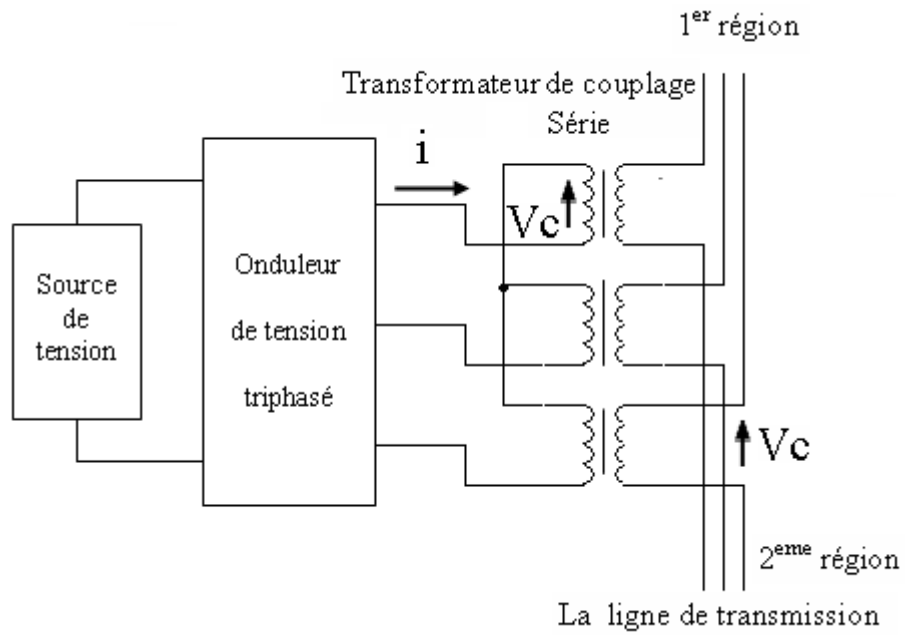 1er région
Transformateur de couplage
Série
i
Vc
Source
de
tension
Onduleur
de tension
triphasé
Vc
2eme région
La ligne de transmission